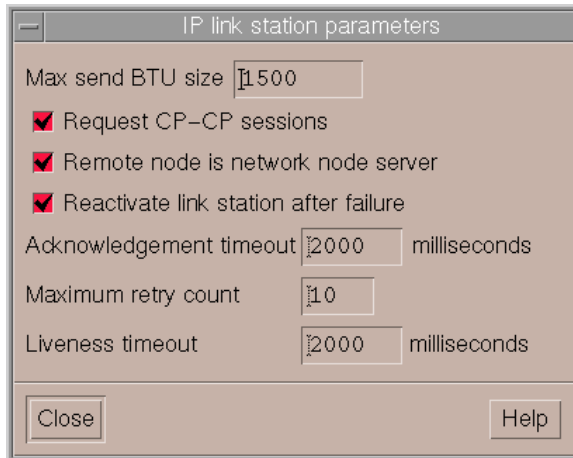 IP link station parameters
Max send BTU size 1500
Request CP-CP sessions
Remote node is network node server
Reactivate link station after failure
Acknowledgement timeout 2000 milliseconds
Maximum retry count 10
Liveness timeout 2000 milliseconds
Close Help